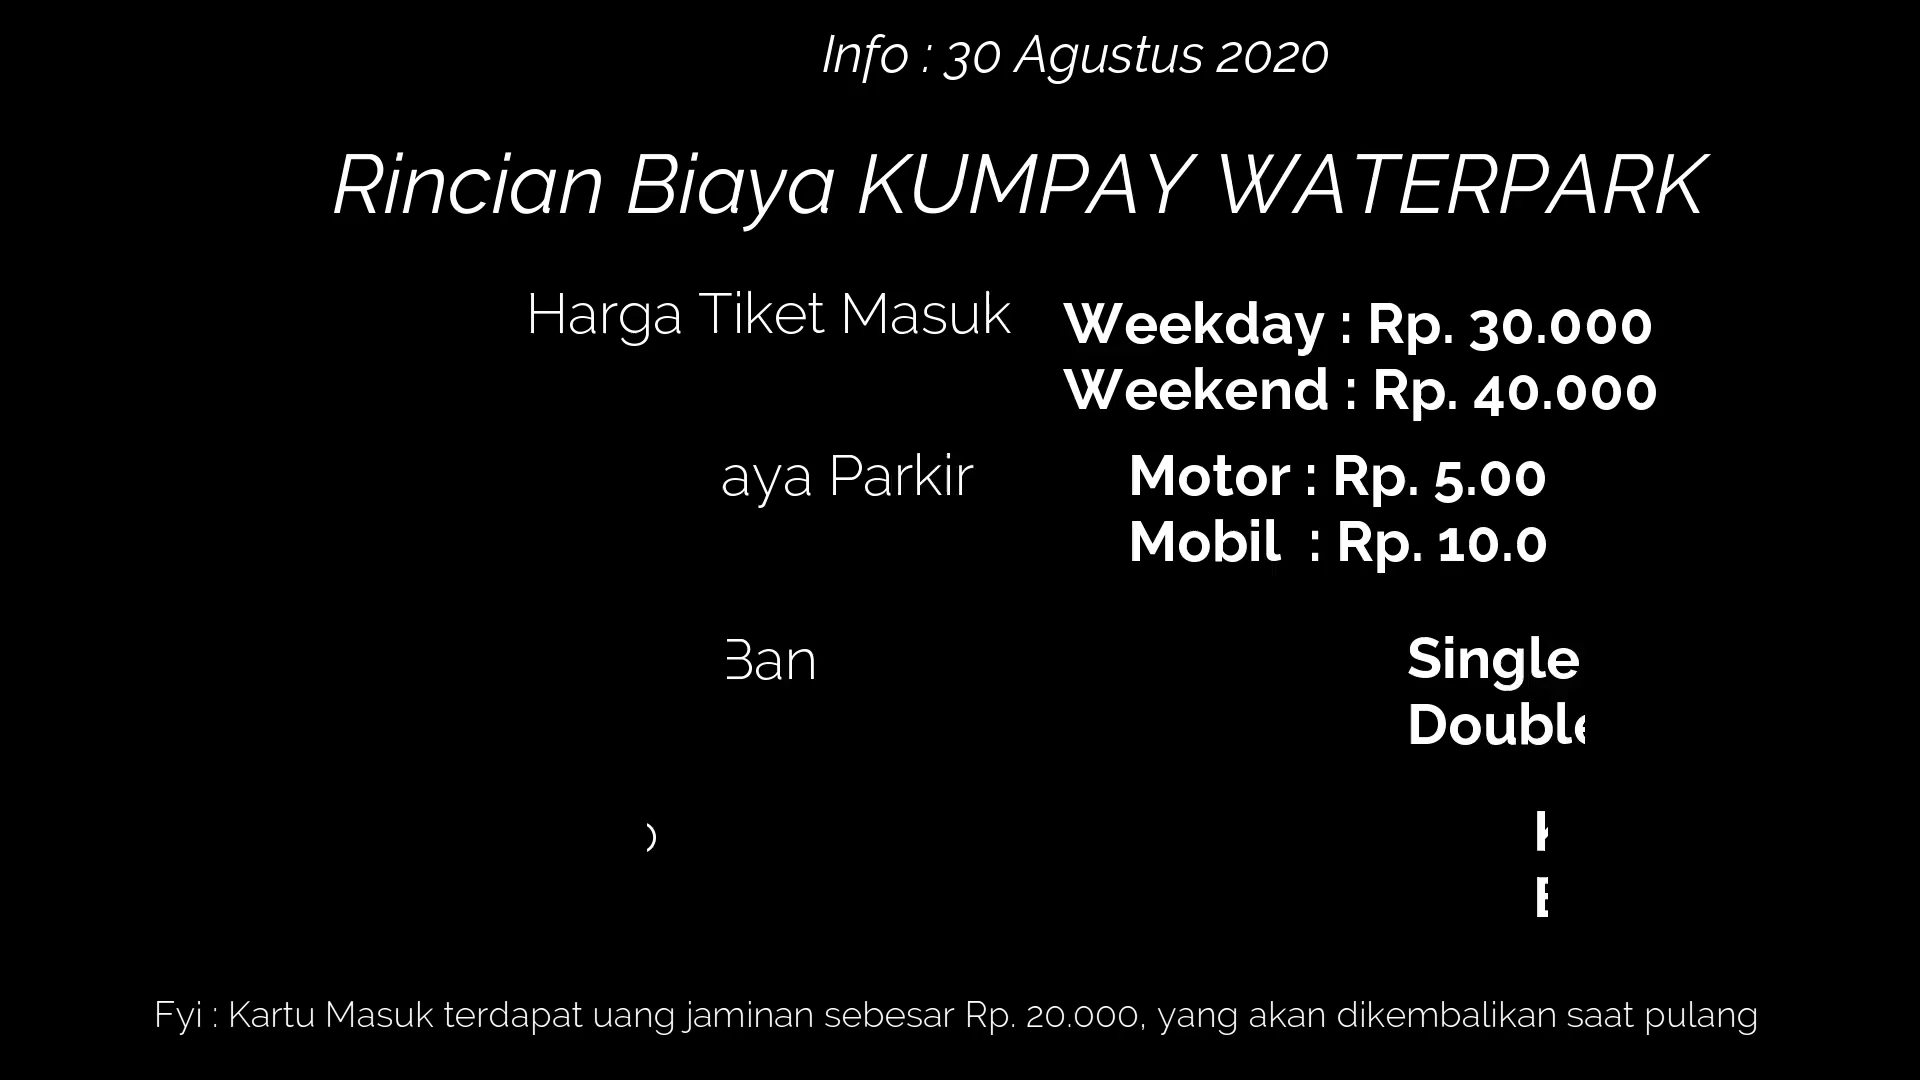 Info : 30 Agustus 2020
Rincian Biaya KUMPAY WATERPARK
Harga Tiket Masuk
Weekday : Rp. 30.000
Weekend : Rp. 40.000
aya Parkir
Motor : Rp. 5.00
Mobil : Rp. 10.0
Ban
Single
Double
Fyi : Kartu Masuk terdapat uang jaminan sebesar Rp. 20.000, yang akan dikembalikan saat pulang